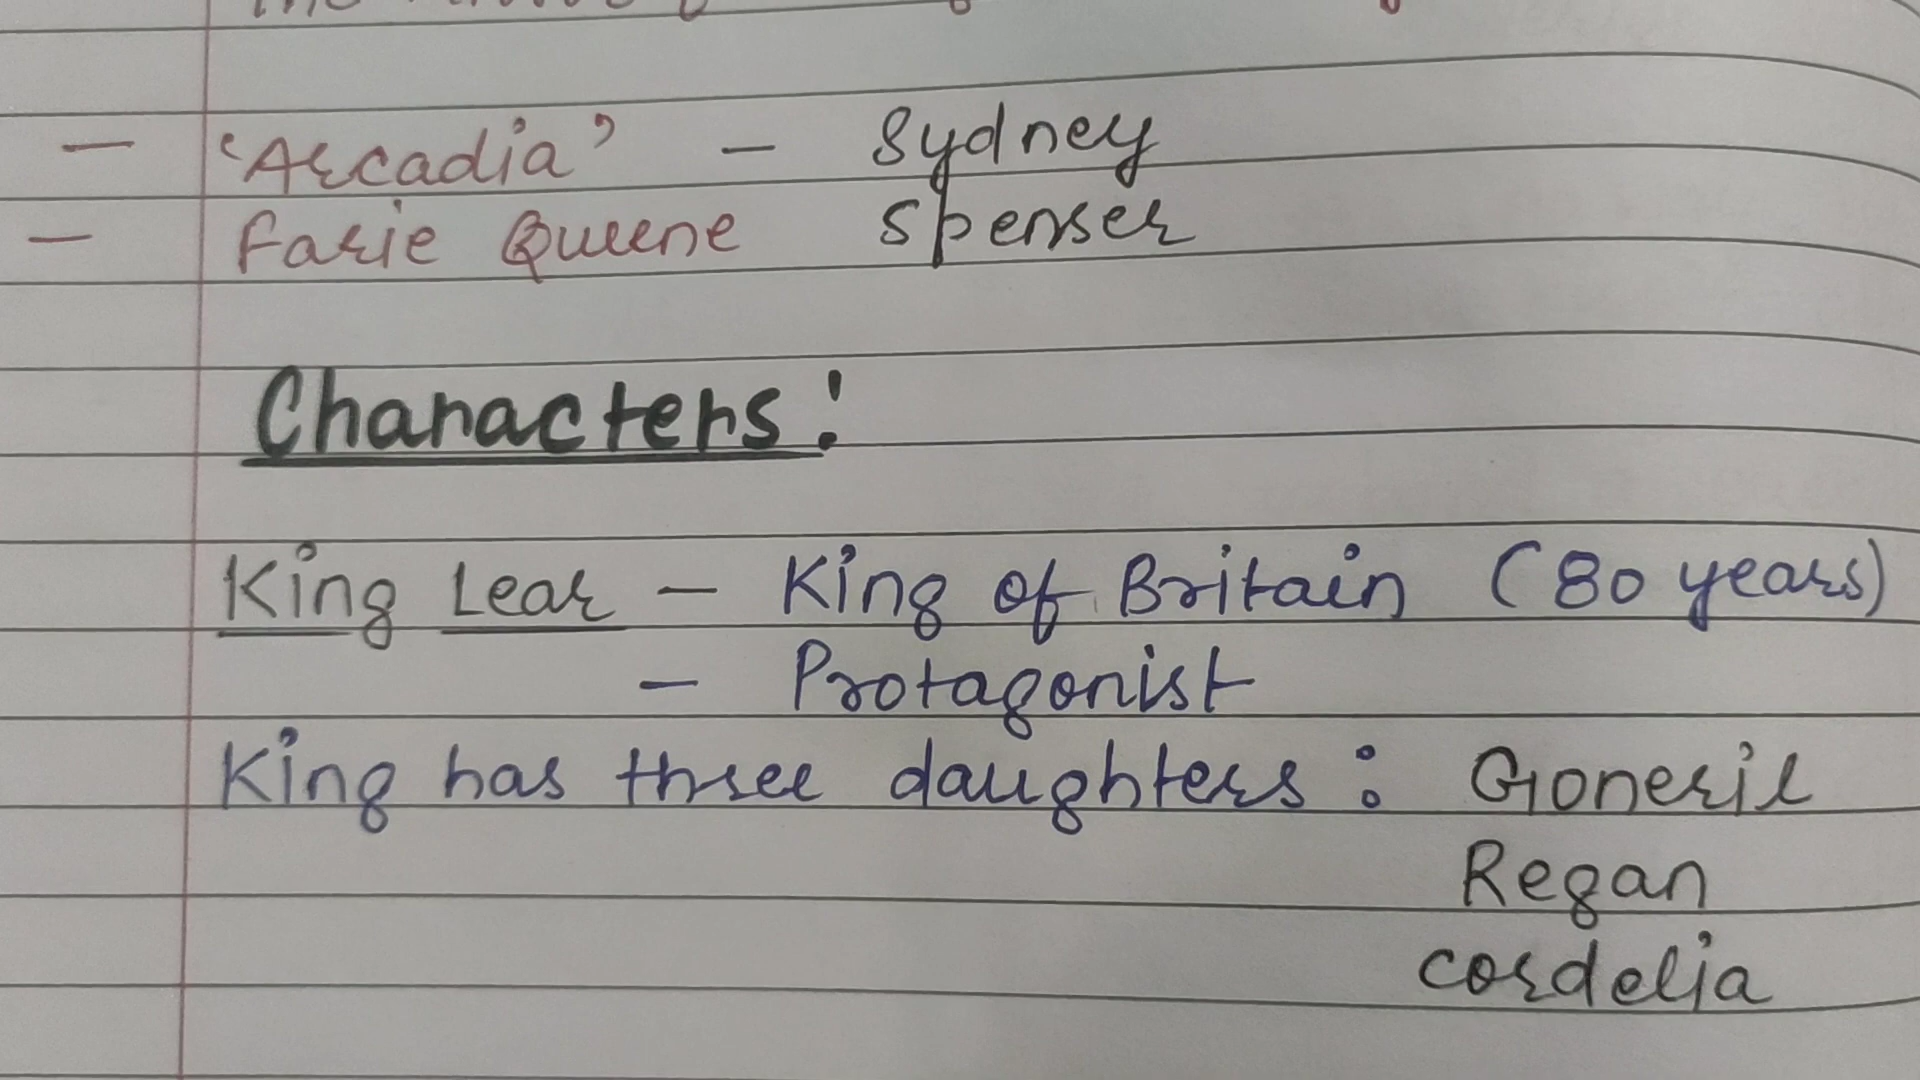 - 'Arcadia' - Sydney
- Farie Queene Spenser
Characters:
King Lear - King of Britain (80 years)
- Protagonist
King has three daughters: Goneril
Regan
cordelia